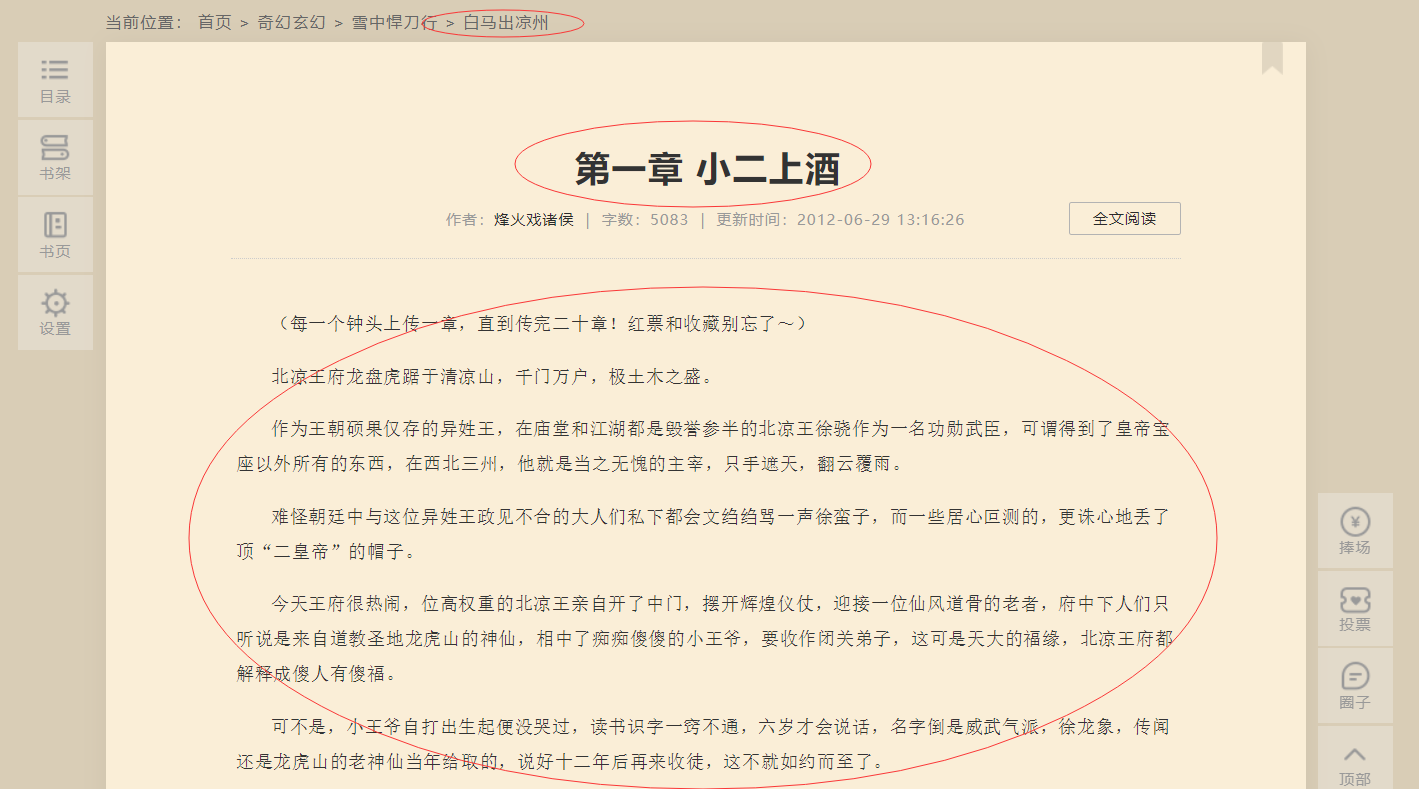 当前位置： 首页 > 奇幻玄幻 > 雪中悍刀行 > 白马出凉州
目录
书架
书页
设置
第一章 小二上酒
作者：烽火戏诸侯 | 字数：5083 | 更新时间：2012-06-29 13:16:26
全文阅读
（每一个钟头上传一章，直到传完二十章！红票和收藏别忘了～）
北凉王府龙盘虎踞于清凉山，千门万户，极土木之盛。
作为王朝硕果仅存的异姓王，在庙堂和江湖都是毁誉参半的北凉王徐骁作为一名功勋武臣，可谓得到了皇帝宝
座以外所有的东西，在西北三州，他就是当之无愧的主宰，只手遮天，翻云覆雨。
难怪朝廷中与这位异姓王政见不合的大人们私下都会文绉绉骂一声徐蛮子，而一些居心叵测的，更诛心地丢了
顶“二皇帝”的帽子。
今天王府很热闹，位高权重的北凉王亲自开了中门，摆开辉煌仪仗，迎接一位仙风道骨的老者，府中下人们只
听说是来自道教圣地龙虎山的神仙，相中了痴痴傻傻的小王爷，要收作闭关弟子，这可是天大的福缘，北凉王府都
解释成傻人有傻福。
可不是，小王爷自打出生起便没哭过，读书识字一窍不通，六岁才会说话，名字倒是威武气派，徐龙象，传闻
还是龙虎山的老神仙当年给取的，说好十二年后再来收徒，这不就如约而至了。
捧场
投票
圈子
顶部